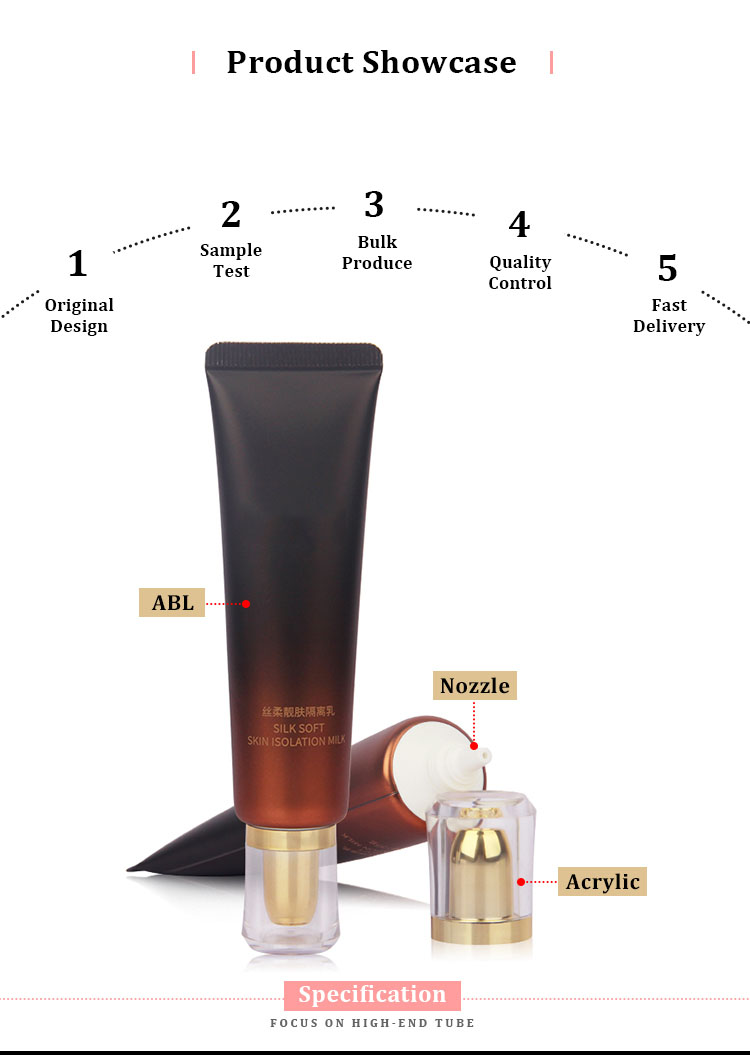 Product Showcase
1
Original
Design
2
Sample
Test
3
Bulk
Produce
4
Quality
Control
5
Fast
Delivery
ABL
Nozzle
丝柔靓肤隔离乳
SILK SOFT
SKIN ISOLATION MILK
Acrylic
Specification
FOCUS ON HIGH-END TUBE